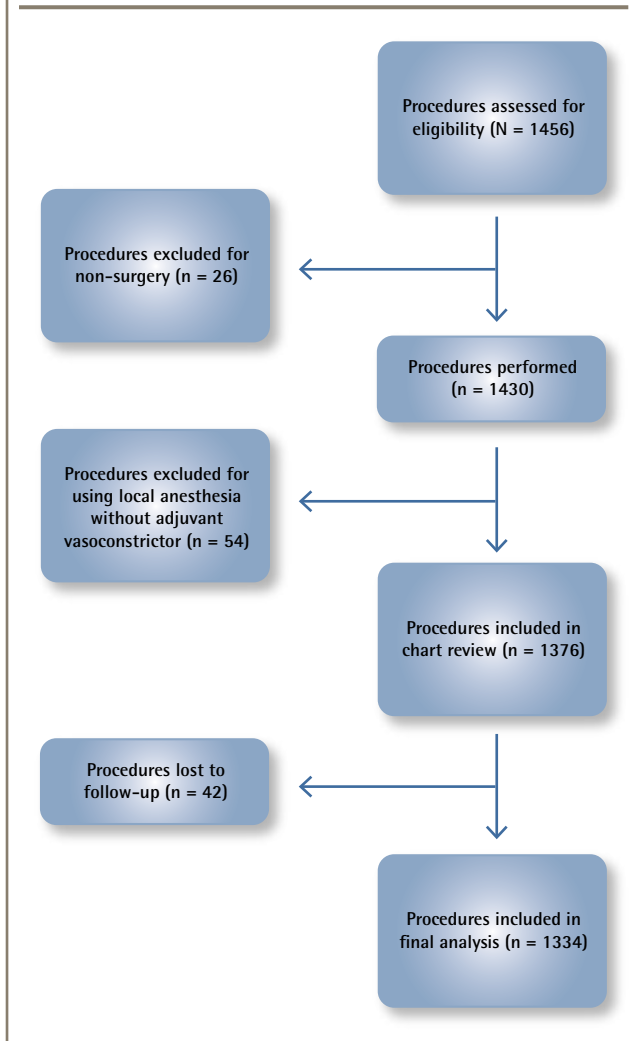 Procedures assessed for
eligibility (N = 1456)
Procedures excluded for
non-surgery (n = 26)
Procedures performed
(n = 1430)
Procedures excluded for
using local anesthesia
without adjuvant
vasoconstrictor (n = 54)
Procedures included in
chart review (n = 1376)
Procedures lost to
follow-up (n = 42)
Procedures included in
final analysis (n = 1334)